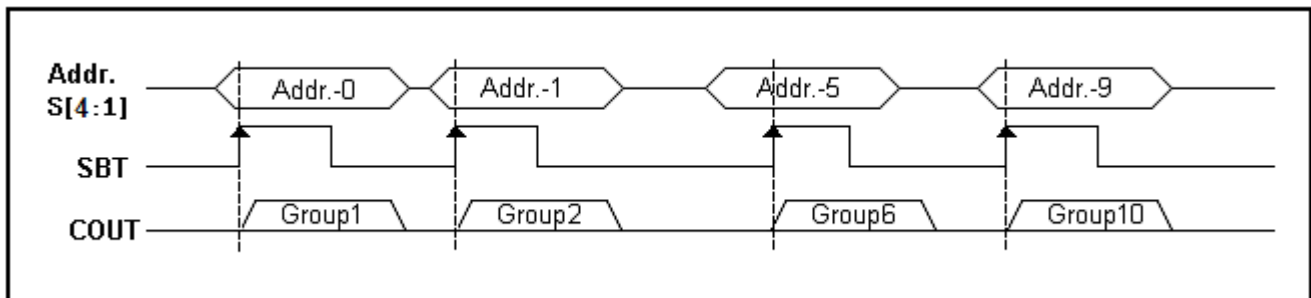 Addr.
S[4:1]
Addr.-0
Addr.-1
Addr.-5
Addr.-9
SBT
COUT
Group1
Group2
Group6
Group10